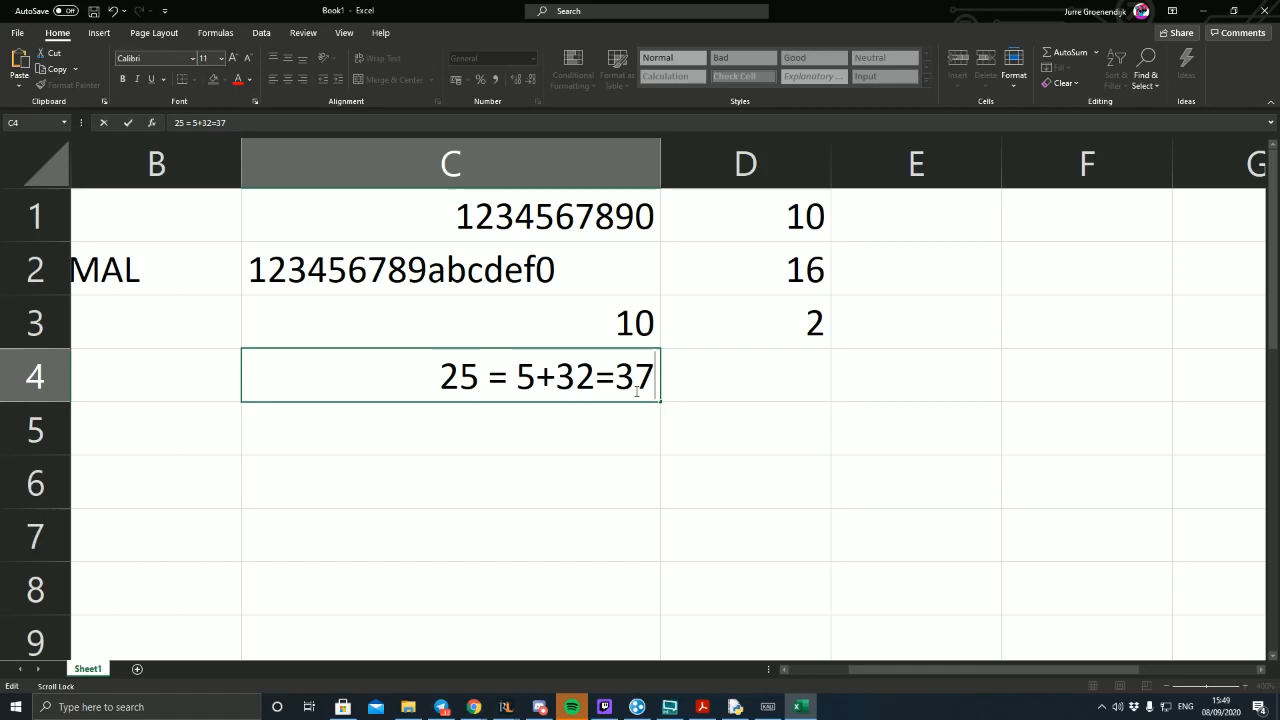 AutoSave Off
Book1 - Excel
Search
Jurre Groenendijk
File Home Insert Page Layout Formulas Data Review View Help
Share Comments
Paste
Cut
Copy
Format Painter
Clipboard
Calibri 11
B I U
Font
Wrap Text
Merge & Center
Alignment
General
Number
Conditional Formatting
Format as Table
Normal Bad Good Neutral
Calculation Check Cell Explanatory ... Input
Styles
Insert Delete Format
Cells
AutoSum
Fill
Clear
Sort & Filter
Find & Select
Editing
Ideas
Ideas
C4 25 = 5+32=37
B C D E F G
1 1234567890 10
2 MAL 123456789abcdef0 16
3 10 2
4 25 = 5+32=37
5
6
7
8
9
Sheet1
Edit Scroll Lock 400%
Type here to search
15:49
08/09/2020